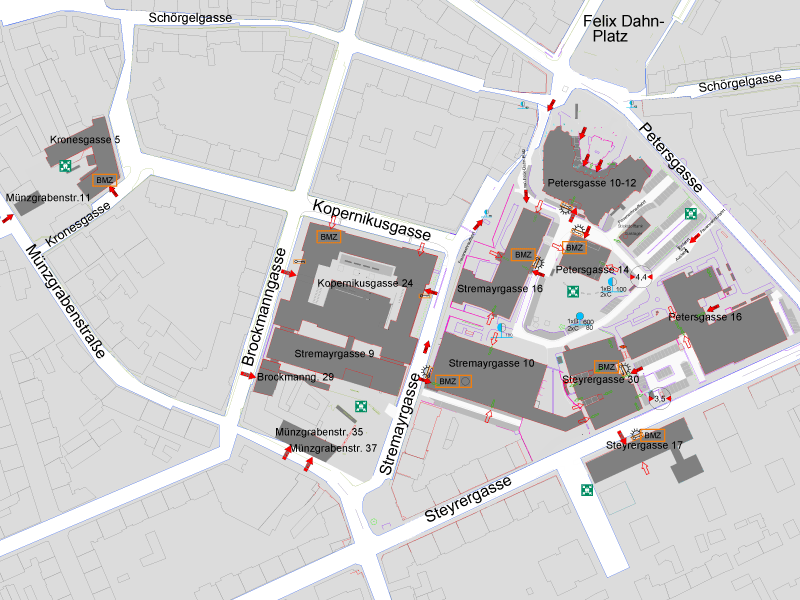 Schörgelgasse
Felix Dahn-
Platz
Schörgelgasse
Petersgasse
Kronesgasse 5
BMZ
Münzgrabenstr.11
Kronesgasse
Münzgrabenstraße
Petersgasse 10-12
Kopernikusgasse
BMZ
Kopernikusgasse 24
Brockmanngasse
Stremayrgasse 9
Brockmanng. 29
Münzgrabenstr. 35
Münzgrabenstr. 37
Stremayrgasse
BMZ
Stremayrgasse 16
BMZ
Petersgasse 14
4,4
1xB
2xC
100
1xB
2xC
600
80
Petersgasse 16
Stremayrgasse 10
BMZ
BMZ
Steyrergasse 30
3,5
BMZ
Steyrergasse 17
Steyrergasse